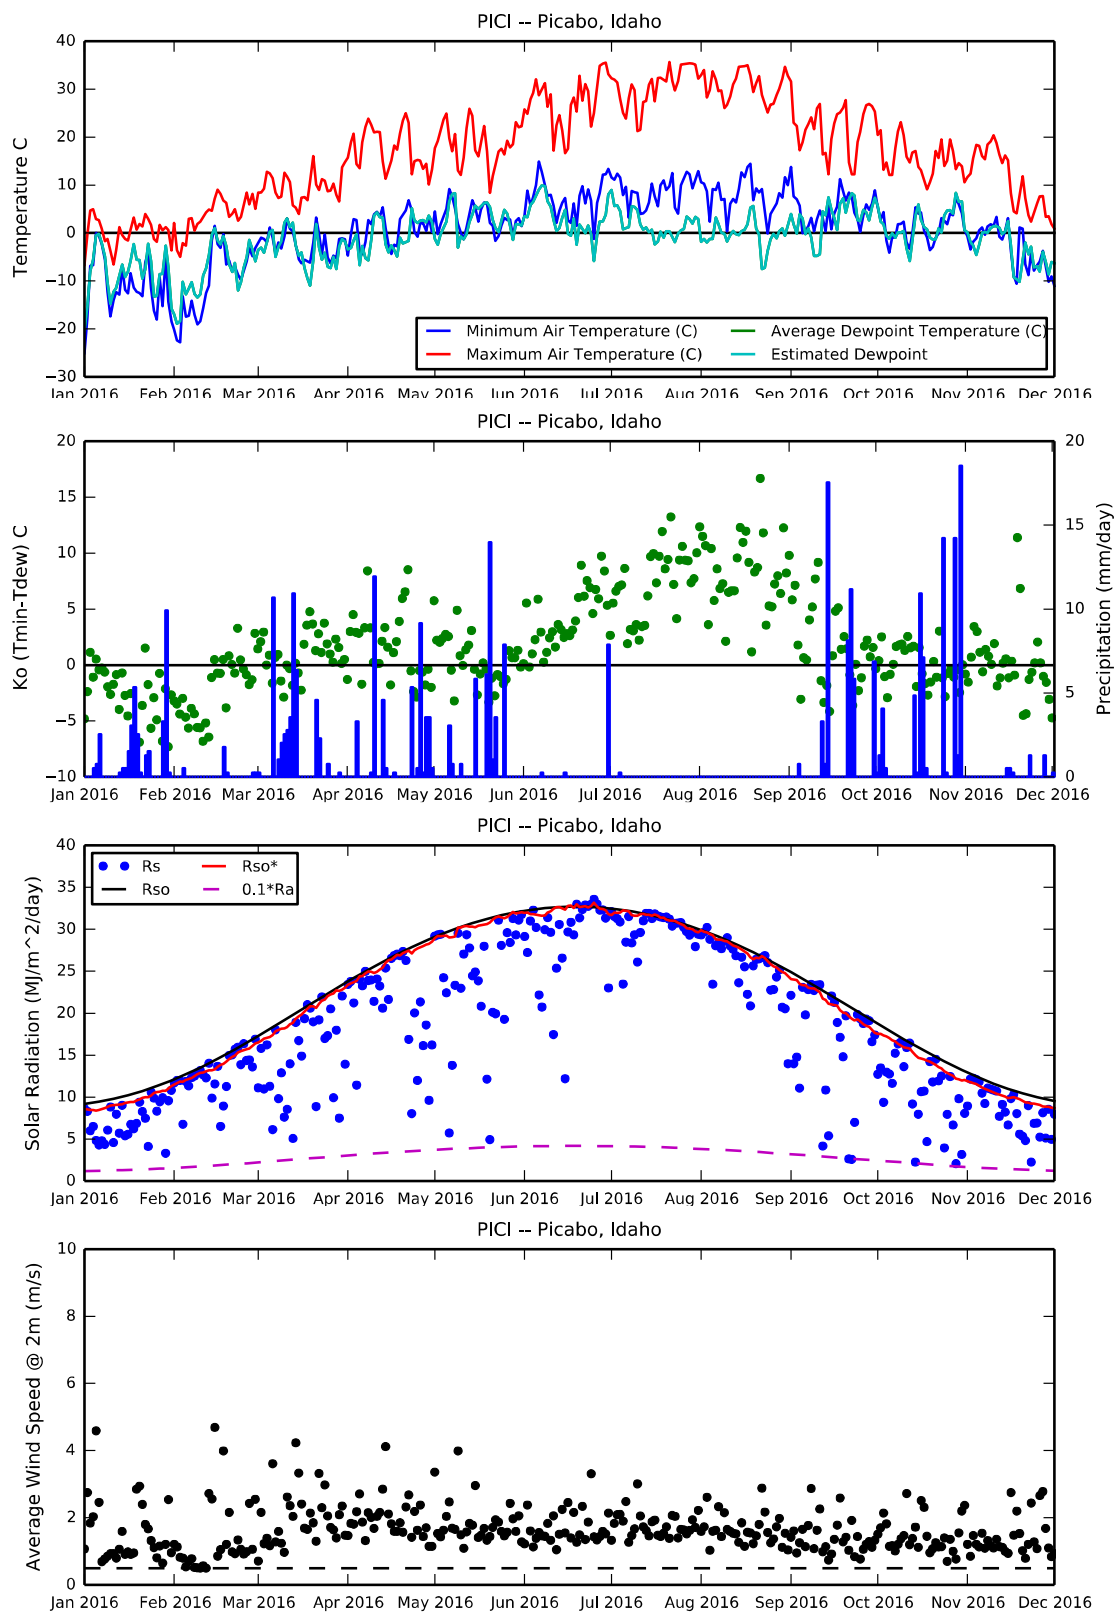 PICI -- Picabo, Idaho
40
30
20
10
0
−10
−20
−30
Temperature C
Minimum Air Temperature (C)
Maximum Air Temperature (C)
Average Dewpoint Temperature (C)
Estimated Dewpoint
Jan 2016 Feb 2016 Mar 2016 Apr 2016 May 2016 Jun 2016 Jul 2016 Aug 2016 Sep 2016 Oct 2016 Nov 2016 Dec 2016
PICI -- Picabo, Idaho
20
15
10
5
0
−5
−10
Ko (Tmin-Tdew) C
20
15
10
5
0
Precipitation (mm/day)
Jan 2016 Feb 2016 Mar 2016 Apr 2016 May 2016 Jun 2016 Jul 2016 Aug 2016 Sep 2016 Oct 2016 Nov 2016 Dec 2016
PICI -- Picabo, Idaho
40
35
30
25
20
15
10
5
0
Solar Radiation (MJ/m^2/day)
Rs
Rso
Rso*
0.1*Ra
Jan 2016 Feb 2016 Mar 2016 Apr 2016 May 2016 Jun 2016 Jul 2016 Aug 2016 Sep 2016 Oct 2016 Nov 2016 Dec 2016
PICI -- Picabo, Idaho
10
8
6
4
2
0
Average Wind Speed @ 2m (m/s)
Jan 2016 Feb 2016 Mar 2016 Apr 2016 May 2016 Jun 2016 Jul 2016 Aug 2016 Sep 2016 Oct 2016 Nov 2016 Dec 2016